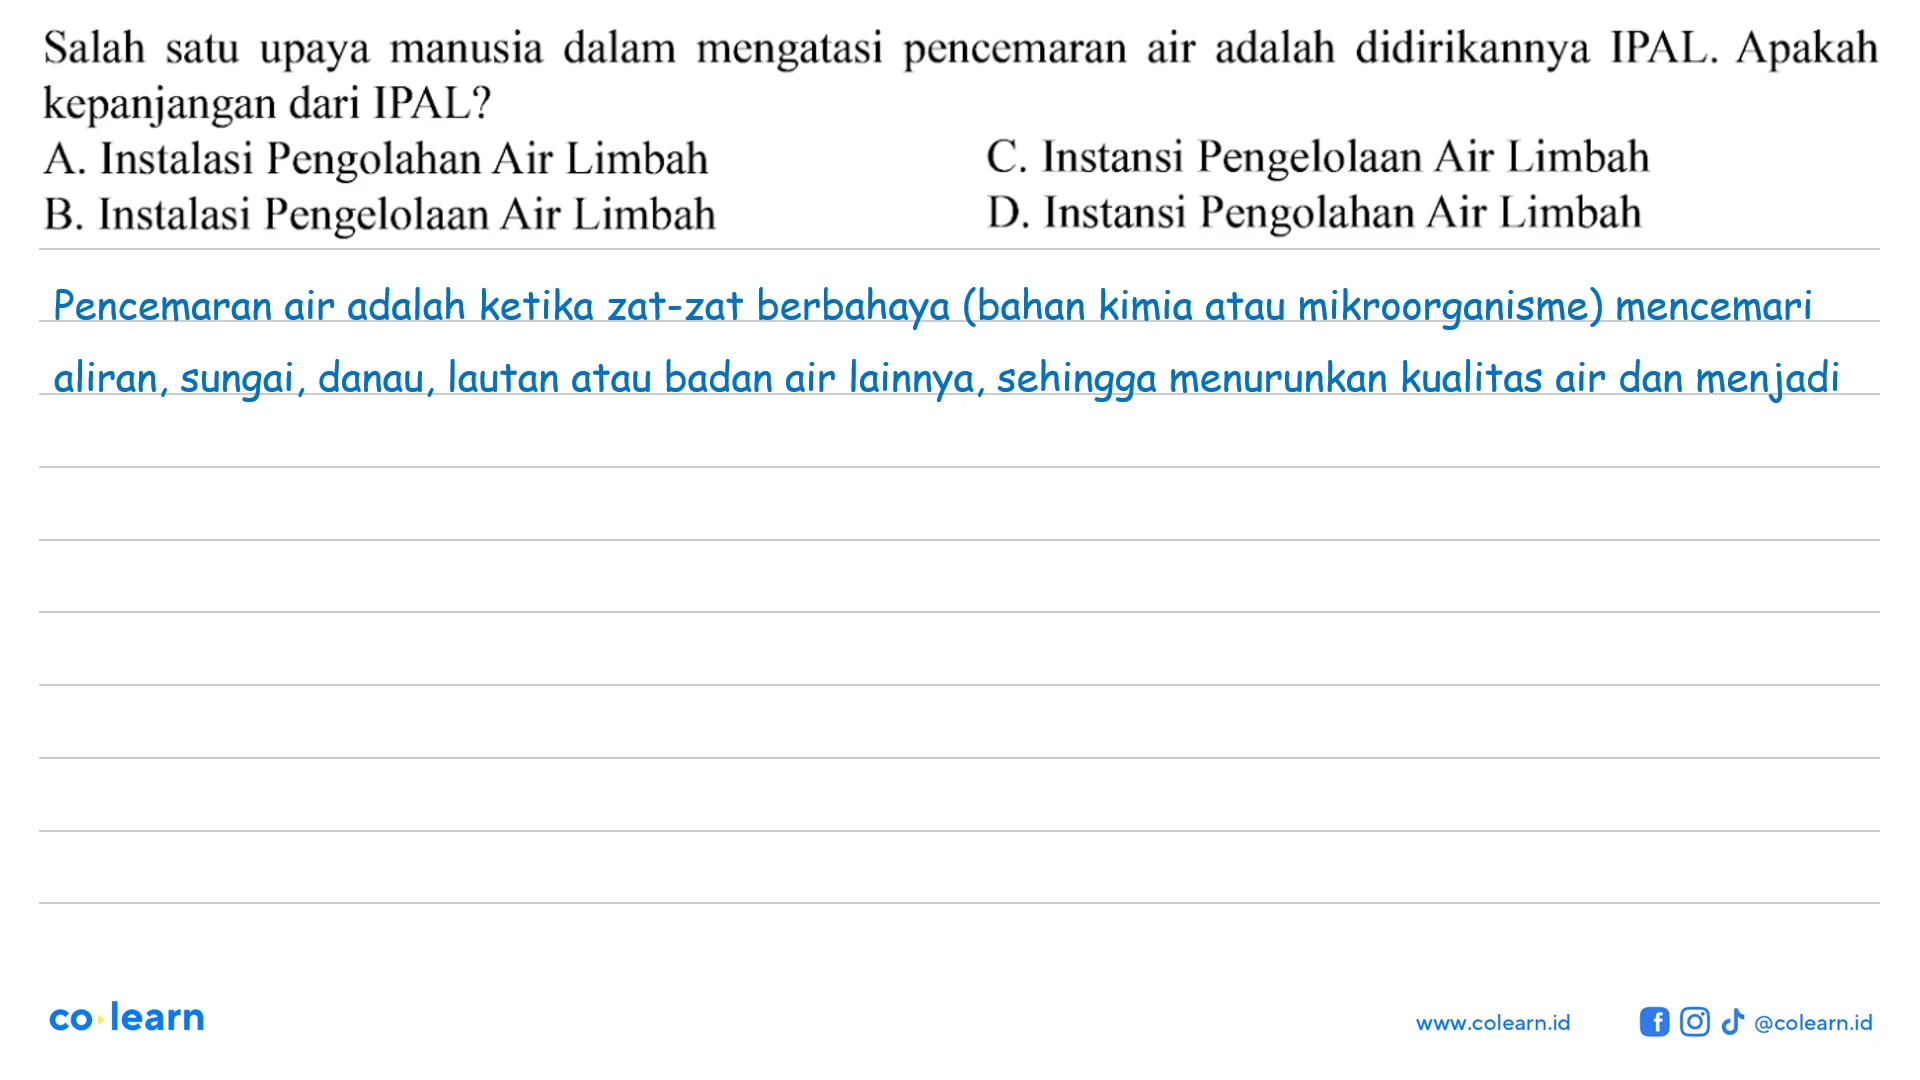 Salah satu upaya manusia dalam mengatasi pencemaran air adalah didirikannya IPAL. Apakah
kepanjangan dari IPAL?
A. Instalasi Pengolahan Air Limbah
B. Instalasi Pengelolaan Air Limbah
C. Instansi Pengelolaan Air Limbah
D. Instansi Pengolahan Air Limbah
Pencemaran air adalah ketika zat-zat berbahaya (bahan kimia atau mikroorganisme) mencemari
aliran, sungai, danau, lautan atau badan air lainnya, sehingga menurunkan kualitas air dan menjadi
co learn
www.colearn.id
@colearn.id